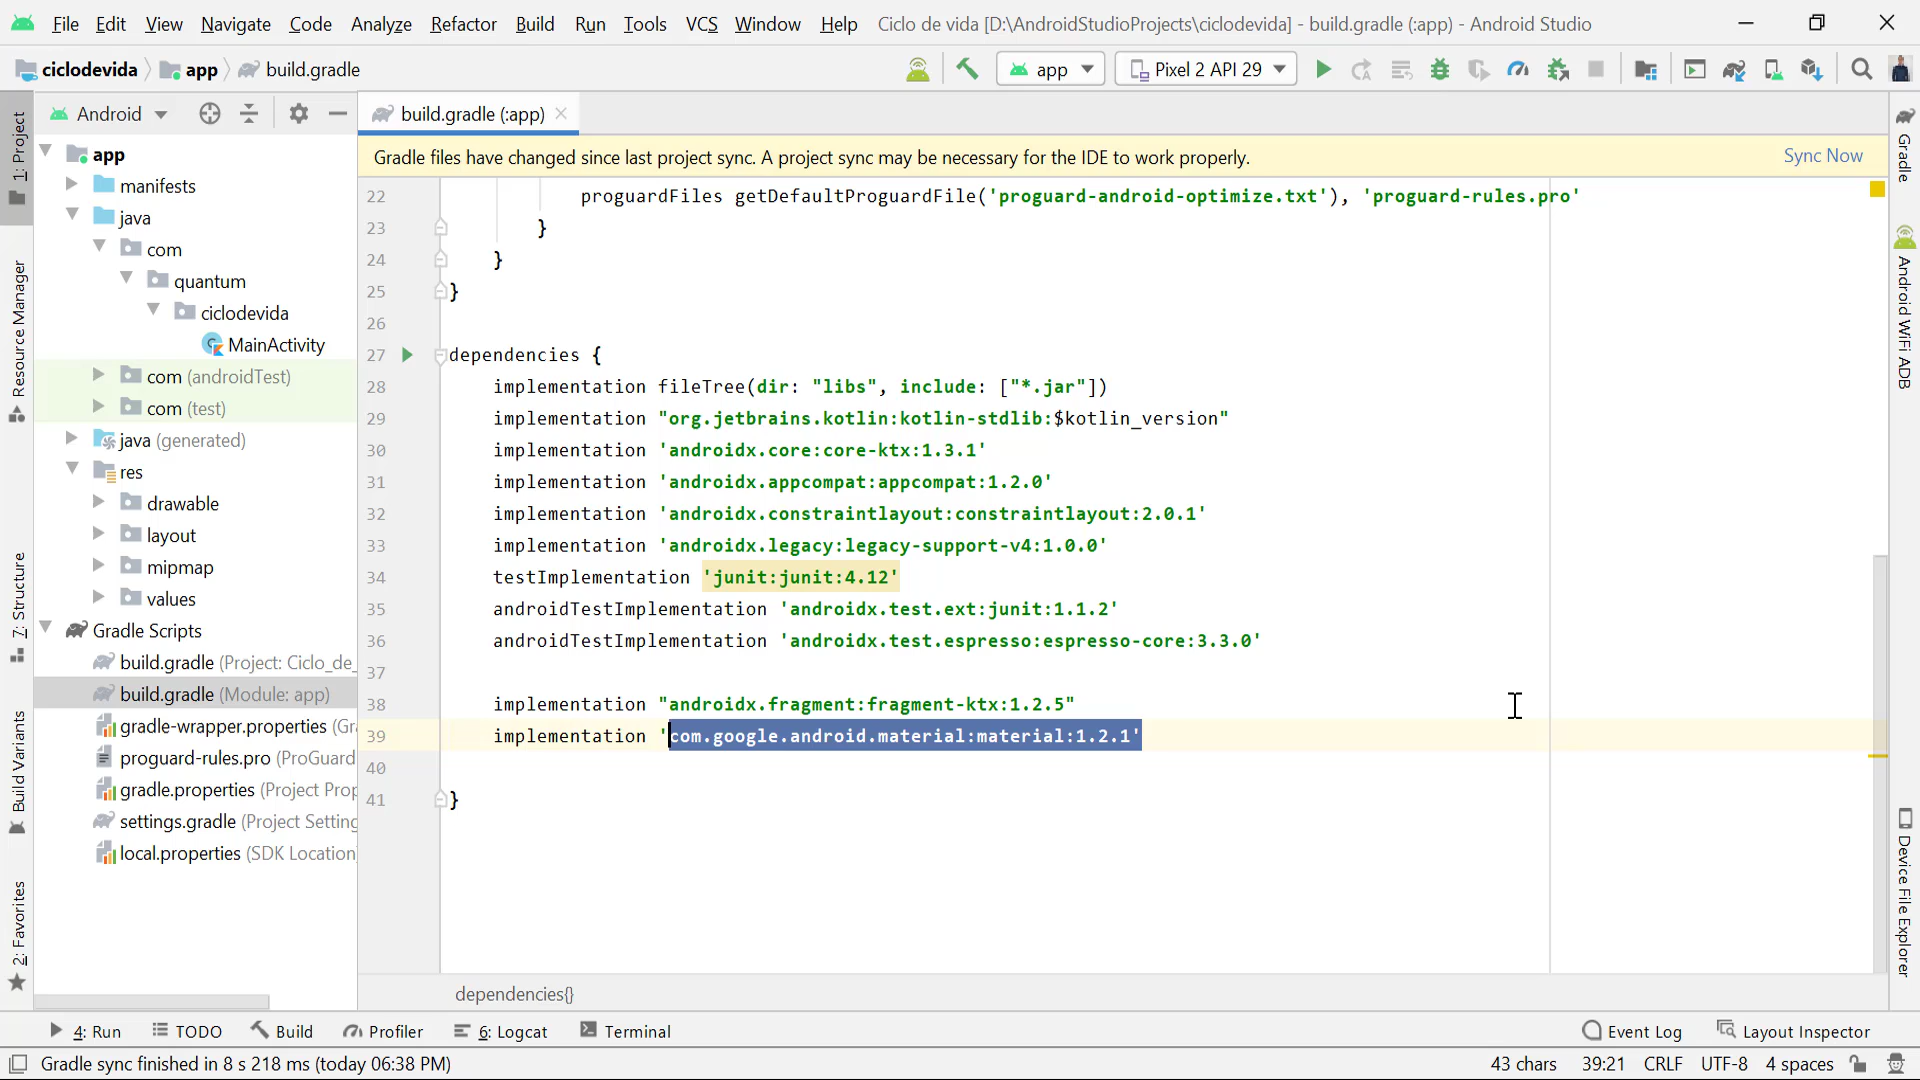 File Edit View Navigate Code Analyze Refactor Build Run Tools VCS Window Help Ciclo de vida [D:\AndroidStudioProjects\ciclodevida] - build.gradle (:app) - Android Studio
ciclodevida app build.gradle app Pixel 2 API 29
Android
build.gradle (:app)
Gradle files have changed since last project sync. A project sync may be necessary for the IDE to work properly. Sync Now
1: Project
Resource Manager
7: Structure
Build Variants
2: Favorites
app
manifests
java
com
quantum
ciclodevida
MainActivity
com (androidTest)
com (test)
java (generated)
res
drawable
layout
mipmap
values
Gradle Scripts
build.gradle (Project: Ciclo_de_
build.gradle (Module: app)
gradle-wrapper.properties (Gra
proguard-rules.pro (ProGuard
gradle.properties (Project Prop
settings.gradle (Project Setting
local.properties (SDK Location
22 proguardFiles getDefaultProguardFile('proguard-android-optimize.txt'), 'proguard-rules.pro'
23 }
24 }
25 }
26
27 dependencies {
28 implementation fileTree(dir: "libs", include: ["*.jar"])
29 implementation "org.jetbrains.kotlin:kotlin-stdlib:$kotlin_version"
30 implementation 'androidx.core:core-ktx:1.3.1'
31 implementation 'androidx.appcompat:appcompat:1.2.0'
32 implementation 'androidx.constraintlayout:constraintlayout:2.0.1'
33 implementation 'androidx.legacy:legacy-support-v4:1.0.0'
34 testImplementation 'junit:junit:4.12'
35 androidTestImplementation 'androidx.test.ext:junit:1.1.2'
36 androidTestImplementation 'androidx.test.espresso:espresso-core:3.3.0'
37
38 implementation "androidx.fragment:fragment-ktx:1.2.5"
39 implementation 'com.google.android.material:material:1.2.1'
40
41 }
dependencies{}
Gradle
Android WiFi ADB
Device File Explorer
4: Run TODO Build Profiler 6: Logcat Terminal Event Log Layout Inspector
Gradle sync finished in 8 s 218 ms (today 06:38 PM) 43 chars 39:21 CRLF UTF-8 4 spaces